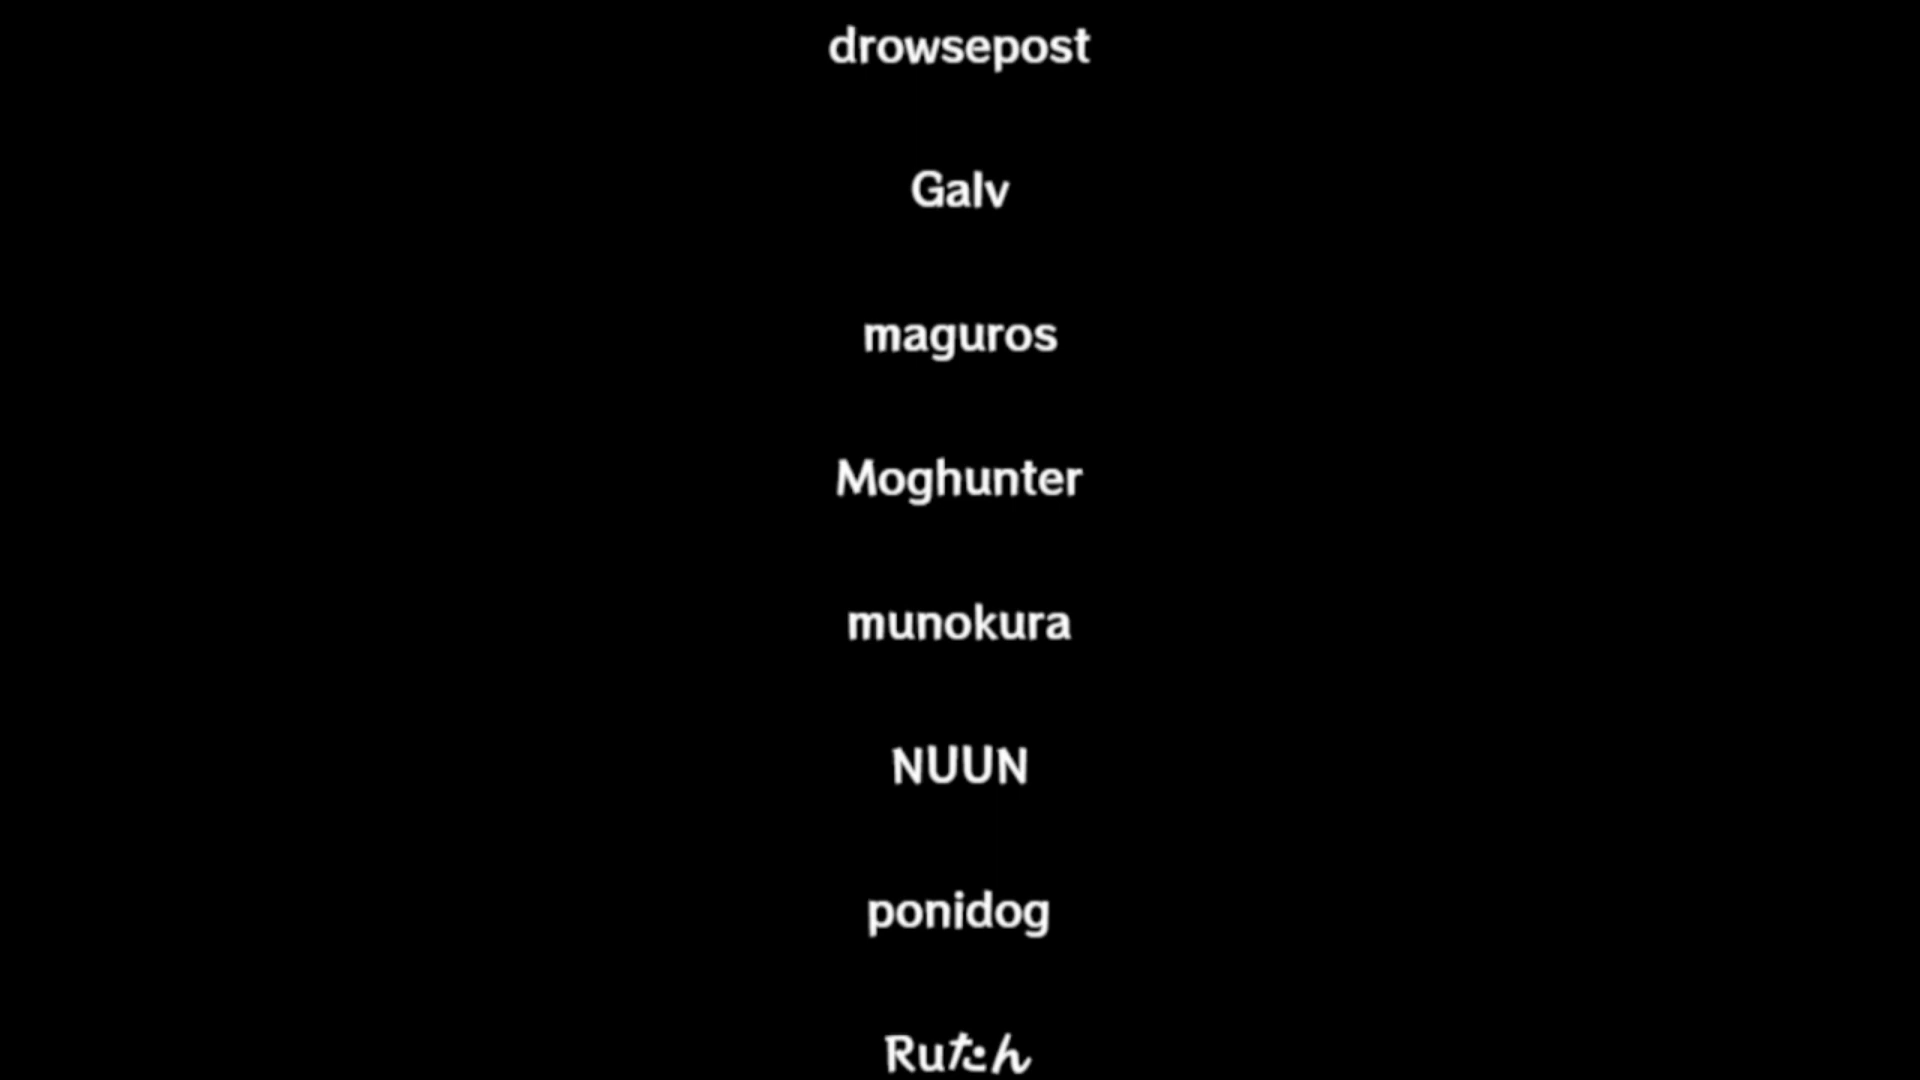 drowsepost
Galv
maguros
Moghunter
munokura
NUUN
ponidog
Ruたん